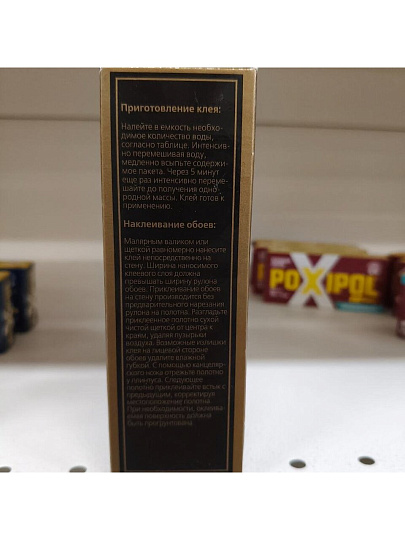 Приготовление клея:
Налейте в емкость необхо-
димое количество воды,
согласно таблице. Интенсив-
но перемешивая воду,
медленно всыпьте содержи-
мое пакета. Через 5 минут
еще раз интенсивно переме-
шайте до получения одно-
родной массы. Клей готов к
применению.
Наклеивание обоев:
Малярным валиком или
щеткой равномерно нанесите
клей непосредственно на
стену. Ширина наносимого
клеевого слоя должна
превышать ширину рулона
обоев. Приклеивание обоев
на стену производится без
предварительного нарезания
рулона на полотна. Разгладьте
приклеенное полотно сухой
чистой щеткой от центра к
краям, удаляя пузырьки
воздуха. Возможные излишки
клея на лицевой стороне
обоев удалите влажной
губкой. С помощью канцеляр-
ского ножа отрежьте полотно
у плинтуса. Следующее
полотно приклеивайте встык с
предыдущим, корректируя
месторасположение полотна.
При необходимости, оклеива-
емая поверхность должна
быть прогрунтована.
POXIPOL